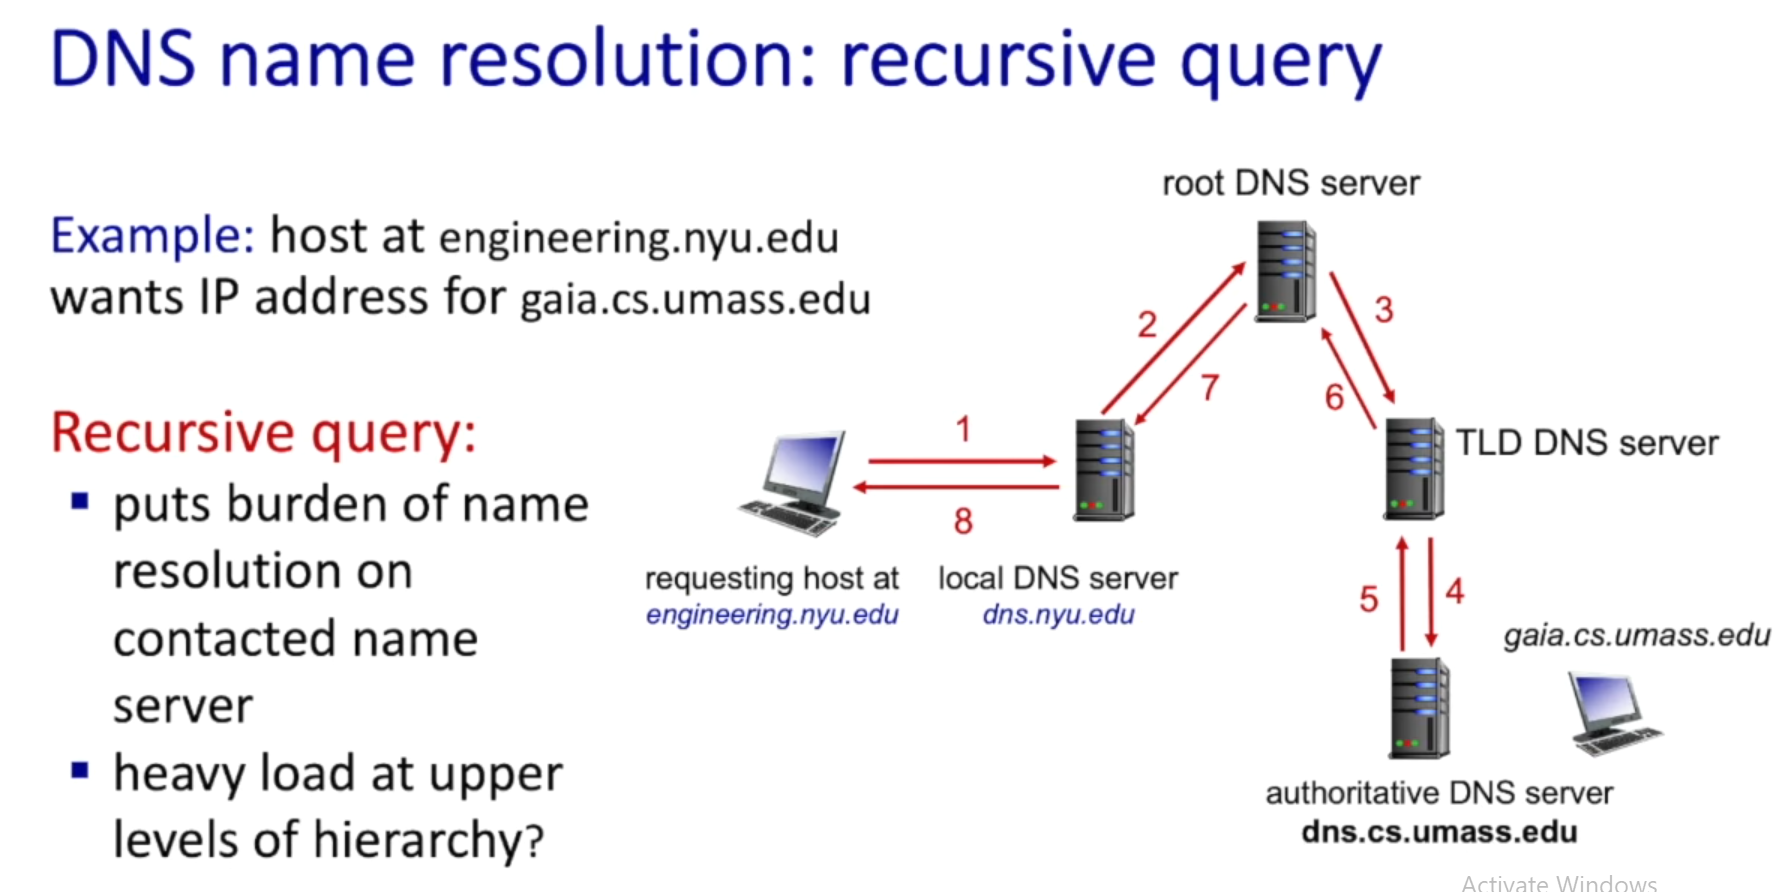 DNS name resolution: recursive query
Example: host at engineering.nyu.edu
wants IP address for gaia.cs.umass.edu
Recursive query:
▪ puts burden of name
resolution on
contacted name
server
▪ heavy load at upper
levels of hierarchy?
root DNS server
2
3
7
6
1
TLD DNS server
8
requesting host at
engineering.nyu.edu
local DNS server
dns.nyu.edu
5
4
gaia.cs.umass.edu
authoritative DNS server
dns.cs.umass.edu
Activate Windows